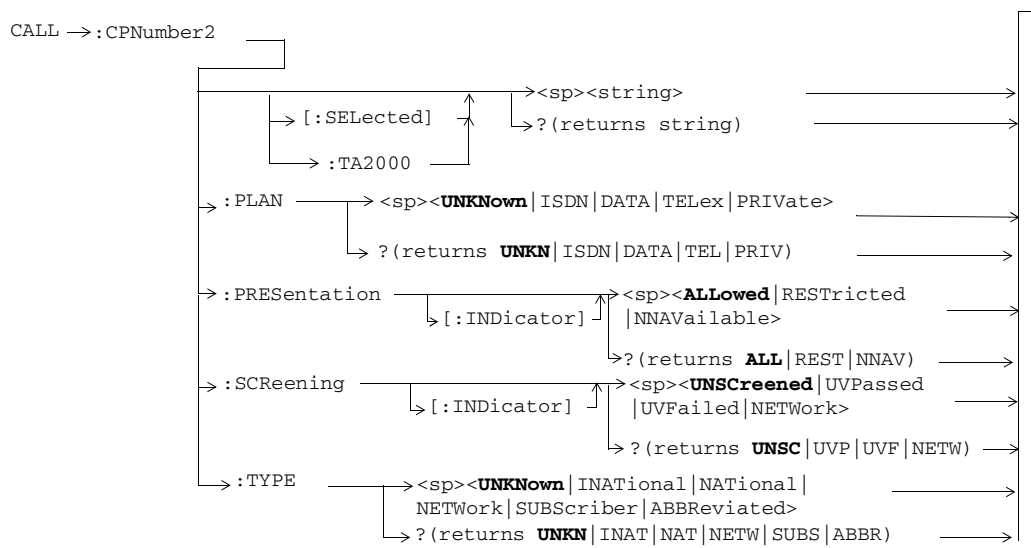 CALL :CPNumber2
<sp><string>
[:SELected]
?(returns string)
:TA2000
:PLAN <sp><UNKNown|ISDN|DATA|TELex|PRIVate>
?(returns UNKN|ISDN|DATA|TEL|PRIV)
:PRESentation <sp><ALLowed|RESTricted
[:INDicator] |NNAVailable>
?(returns ALL|REST|NNAV)
:SCReening <sp><UNSCreened|UVPassed
[:INDicator] |UVFailed|NETWork>
?(returns UNSC|UVP|UVF|NETW)
:TYPE <sp><UNKNown|INATional|NATional|
NETWork|SUBScriber|ABBReviated>
?(returns UNKN|INAT|NAT|NETW|SUBS|ABBR)